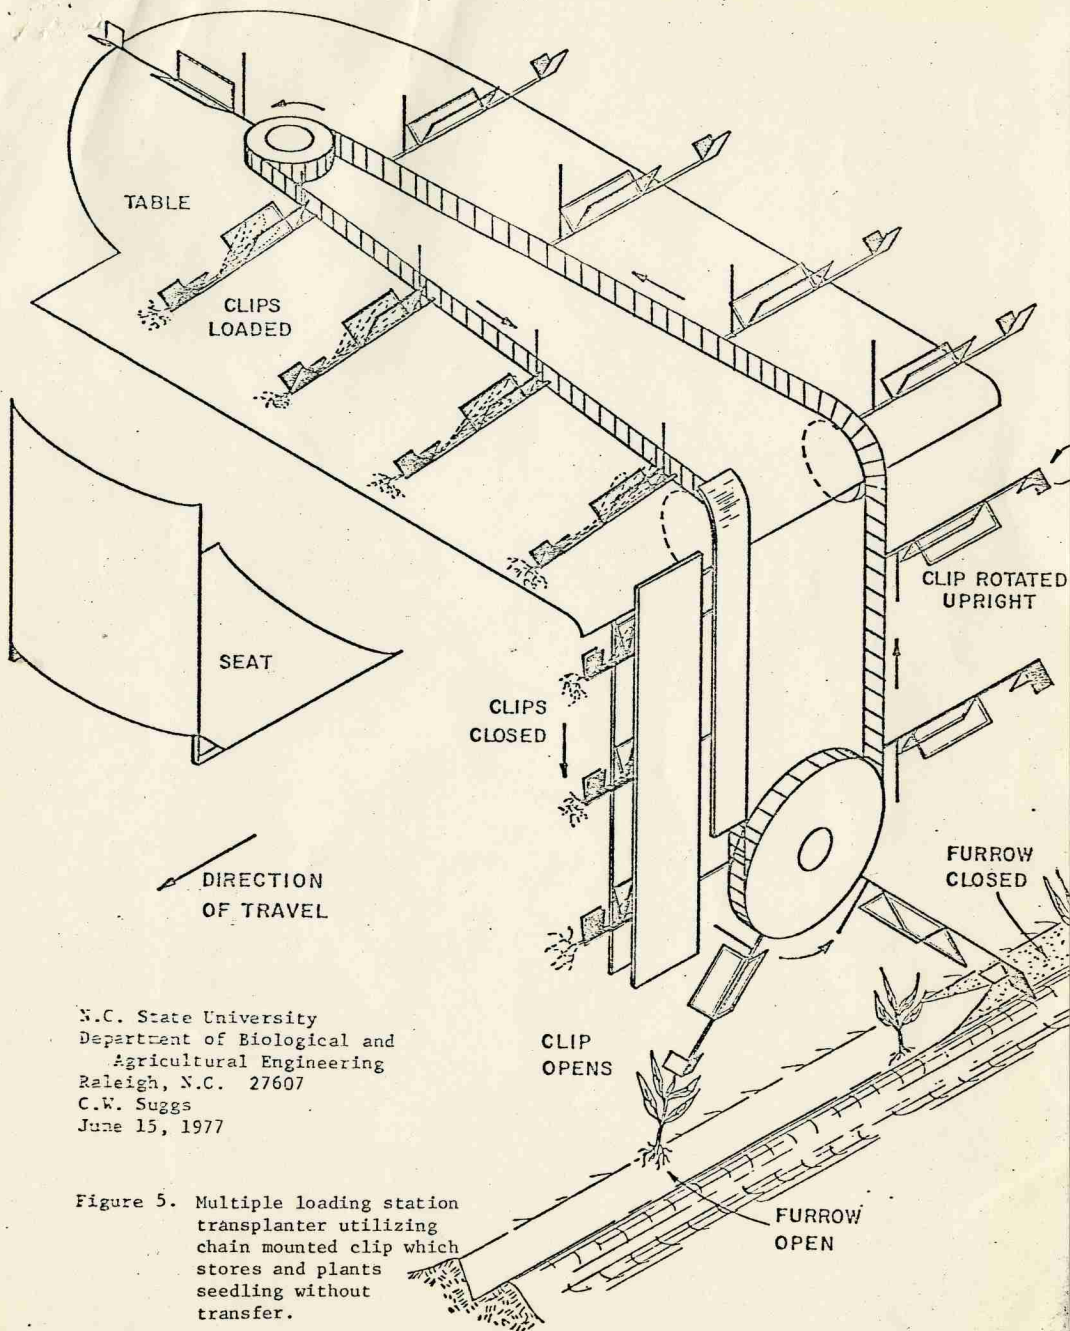 TABLE
CLIPS
LOADED
CLIP ROTATED
UPRIGHT
SEAT
CLIPS
CLOSED
DIRECTION
OF TRAVEL
FURROW
CLOSED
CLIP
OPENS
FURROW
OPEN
N.C. State University
Department of Biological and
Agricultural Engineering
Raleigh, N.C. 27607
C.W. Suggs
June 15, 1977
Figure 5. Multiple loading station
transplanter utilizing
chain mounted clip which
stores and plants
seedling without
transfer.